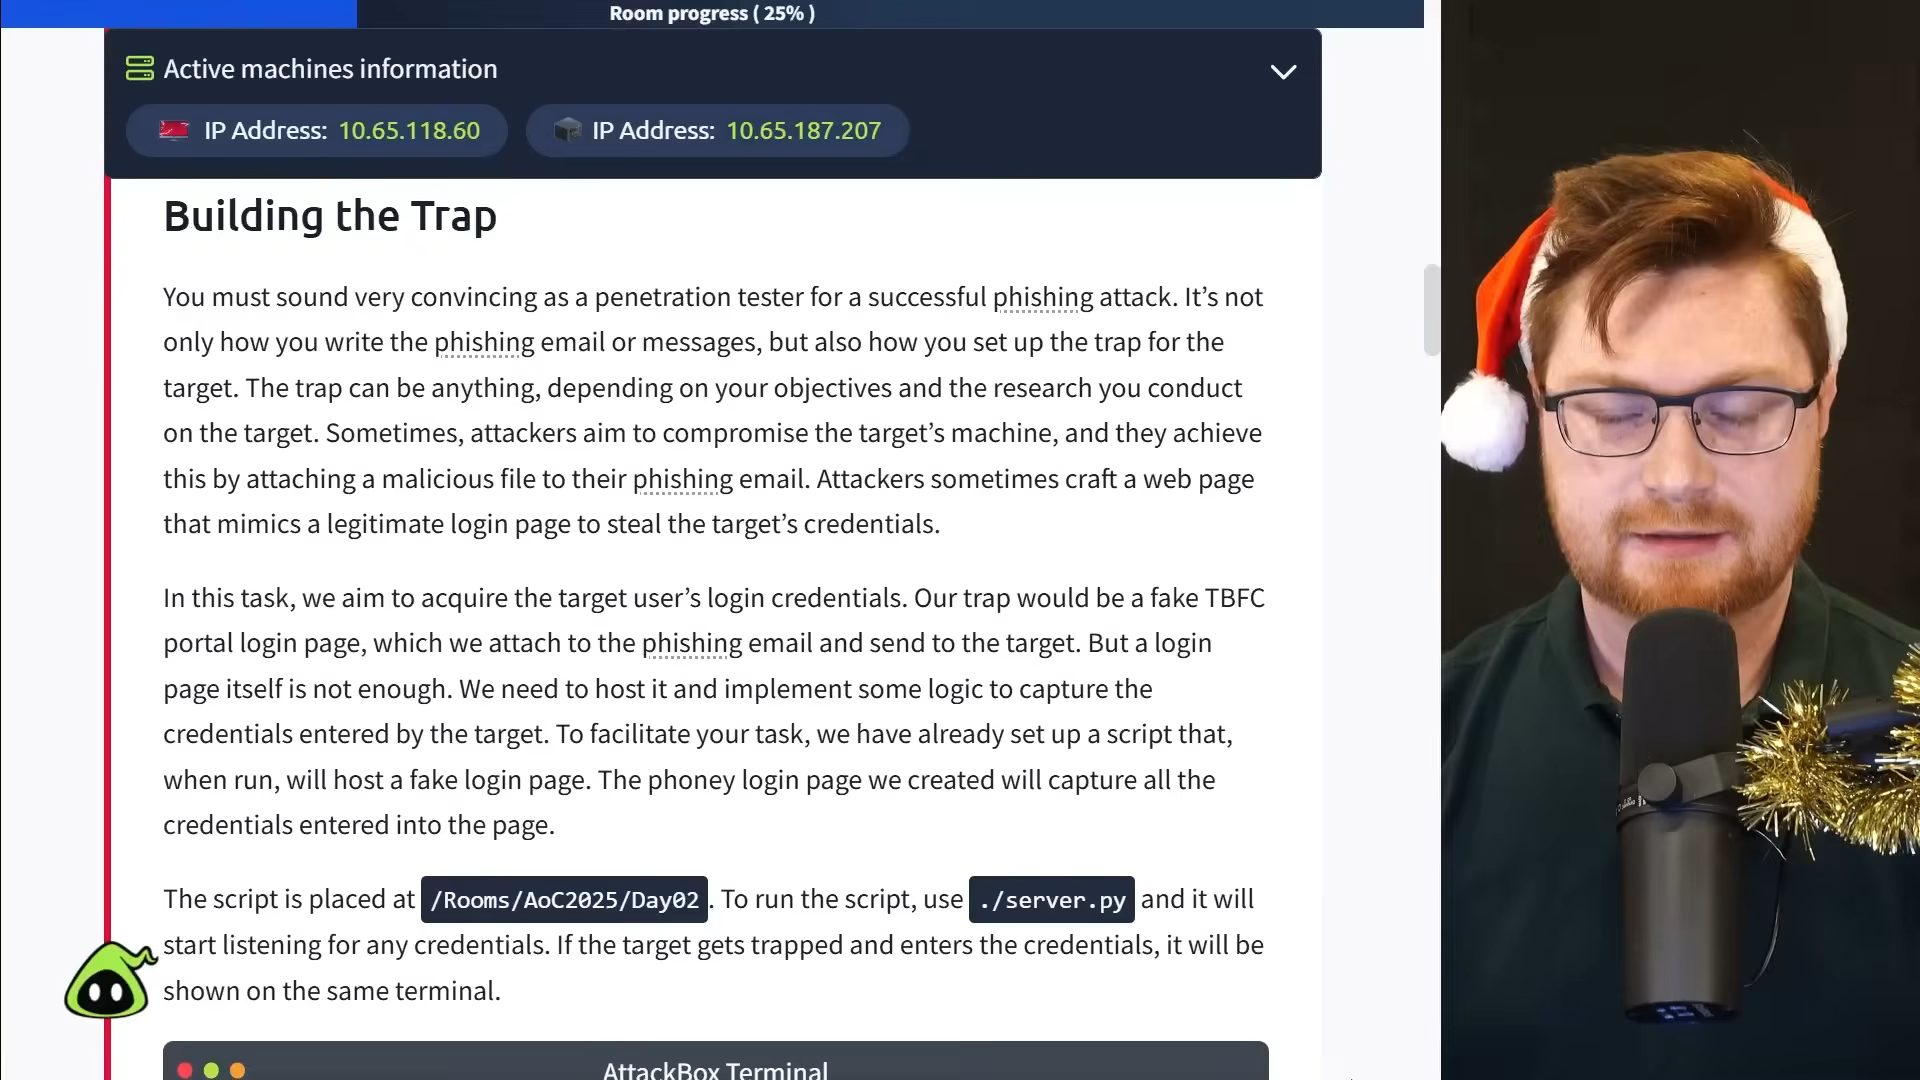 Room progress ( 25% )
Active machines information
IP Address: 10.65.118.60
IP Address: 10.65.187.207
Building the Trap
You must sound very convincing as a penetration tester for a successful phishing attack. It’s not
only how you write the phishing email or messages, but also how you set up the trap for the
target. The trap can be anything, depending on your objectives and the research you conduct
on the target. Sometimes, attackers aim to compromise the target’s machine, and they achieve
this by attaching a malicious file to their phishing email. Attackers sometimes craft a web page
that mimics a legitimate login page to steal the target’s credentials.
In this task, we aim to acquire the target user’s login credentials. Our trap would be a fake TBFC
portal login page, which we attach to the phishing email and send to the target. But a login
page itself is not enough. We need to host it and implement some logic to capture the
credentials entered by the target. To facilitate your task, we have already set up a script that,
when run, will host a fake login page. The phoney login page we created will capture all the
credentials entered into the page.
The script is placed at /Rooms/AoC2025/Day02. To run the script, use ./server.py and it will
start listening for any credentials. If the target gets trapped and enters the credentials, it will be
shown on the same terminal.
AttackBox Terminal